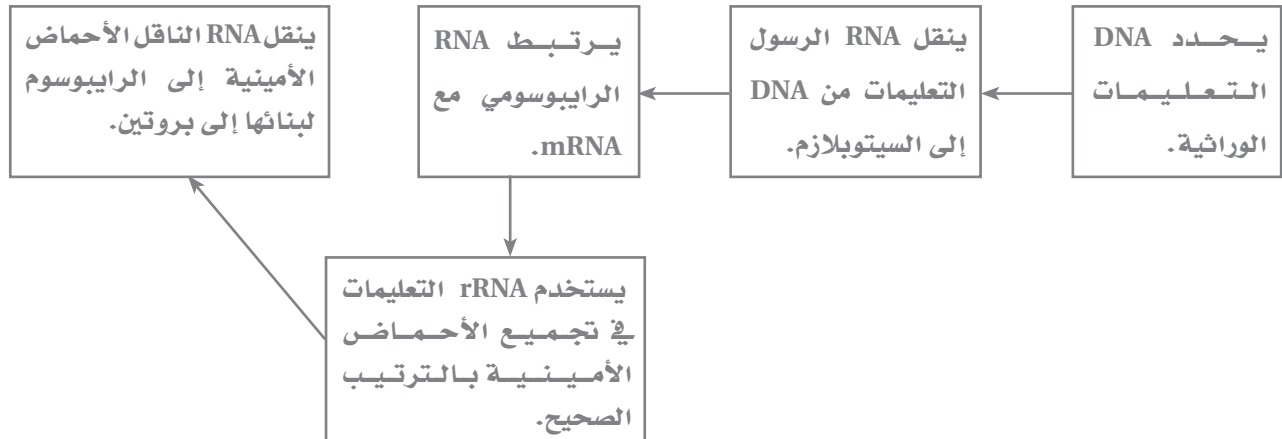 يحدد DNA
التعليمات
الوراثية.
ينقل RNA الرسول
التعليمات من DNA
إلى السيتوبلازم.
يرتبط RNA
الرايبوسومي مع
mRNA.
يستخدم rRNA التعليمات
في تجميع الأحماض
الأمينية بالترتيب
الصحيح.
ينقل RNA الناقل الأحماض
الأمينية إلى الرايبوسوم
لبنائها إلى بروتين.